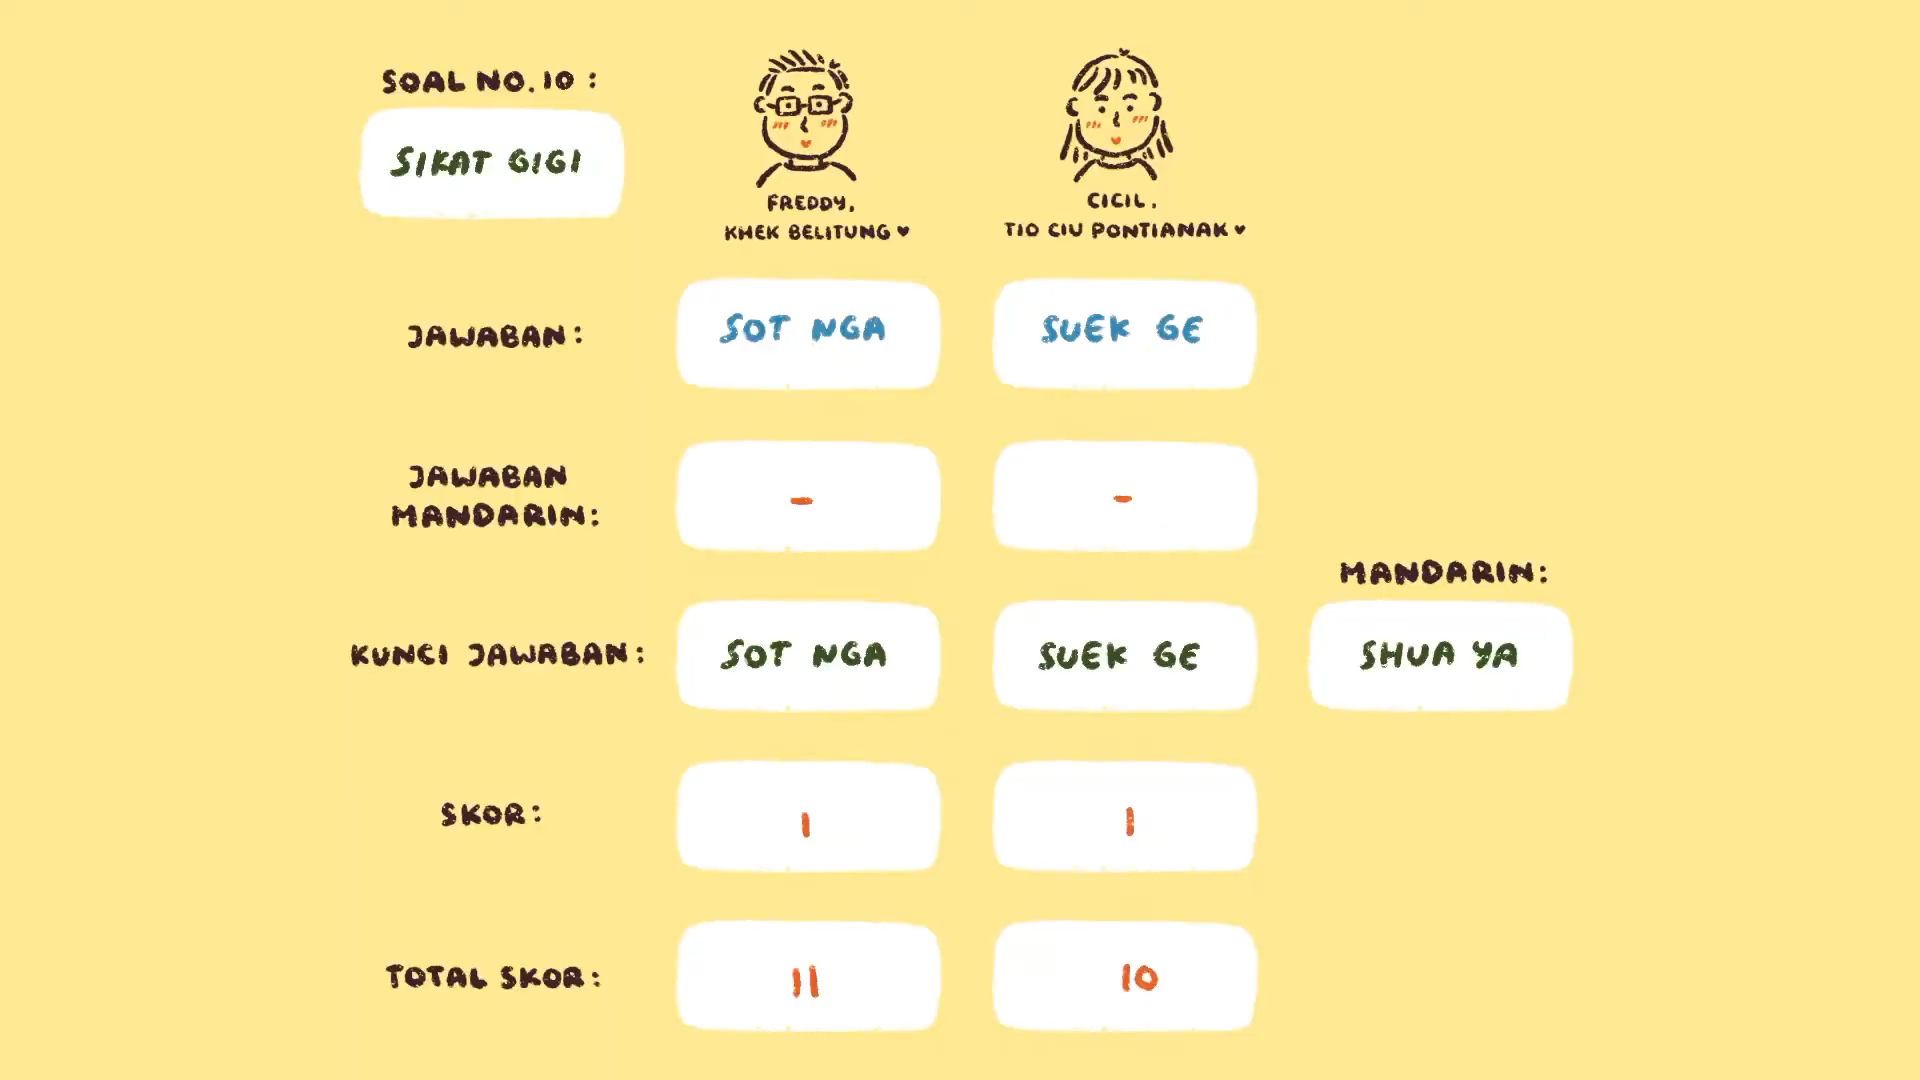 SOAL NO. 10 :
SIKAT GIGI
FREDDY,
KHEK BELITUNG ♥
CICIL,
TIO CIU PONTIANAK ♥
JAWABAN:
SOT NGA
SUEK GE
JAWABAN
MANDARIN:
-
-
MANDARIN:
KUNCI JAWABAN:
SOT NGA
SUEK GE
SHUA YA
SKOR:
1
1
TOTAL SKOR:
11
10